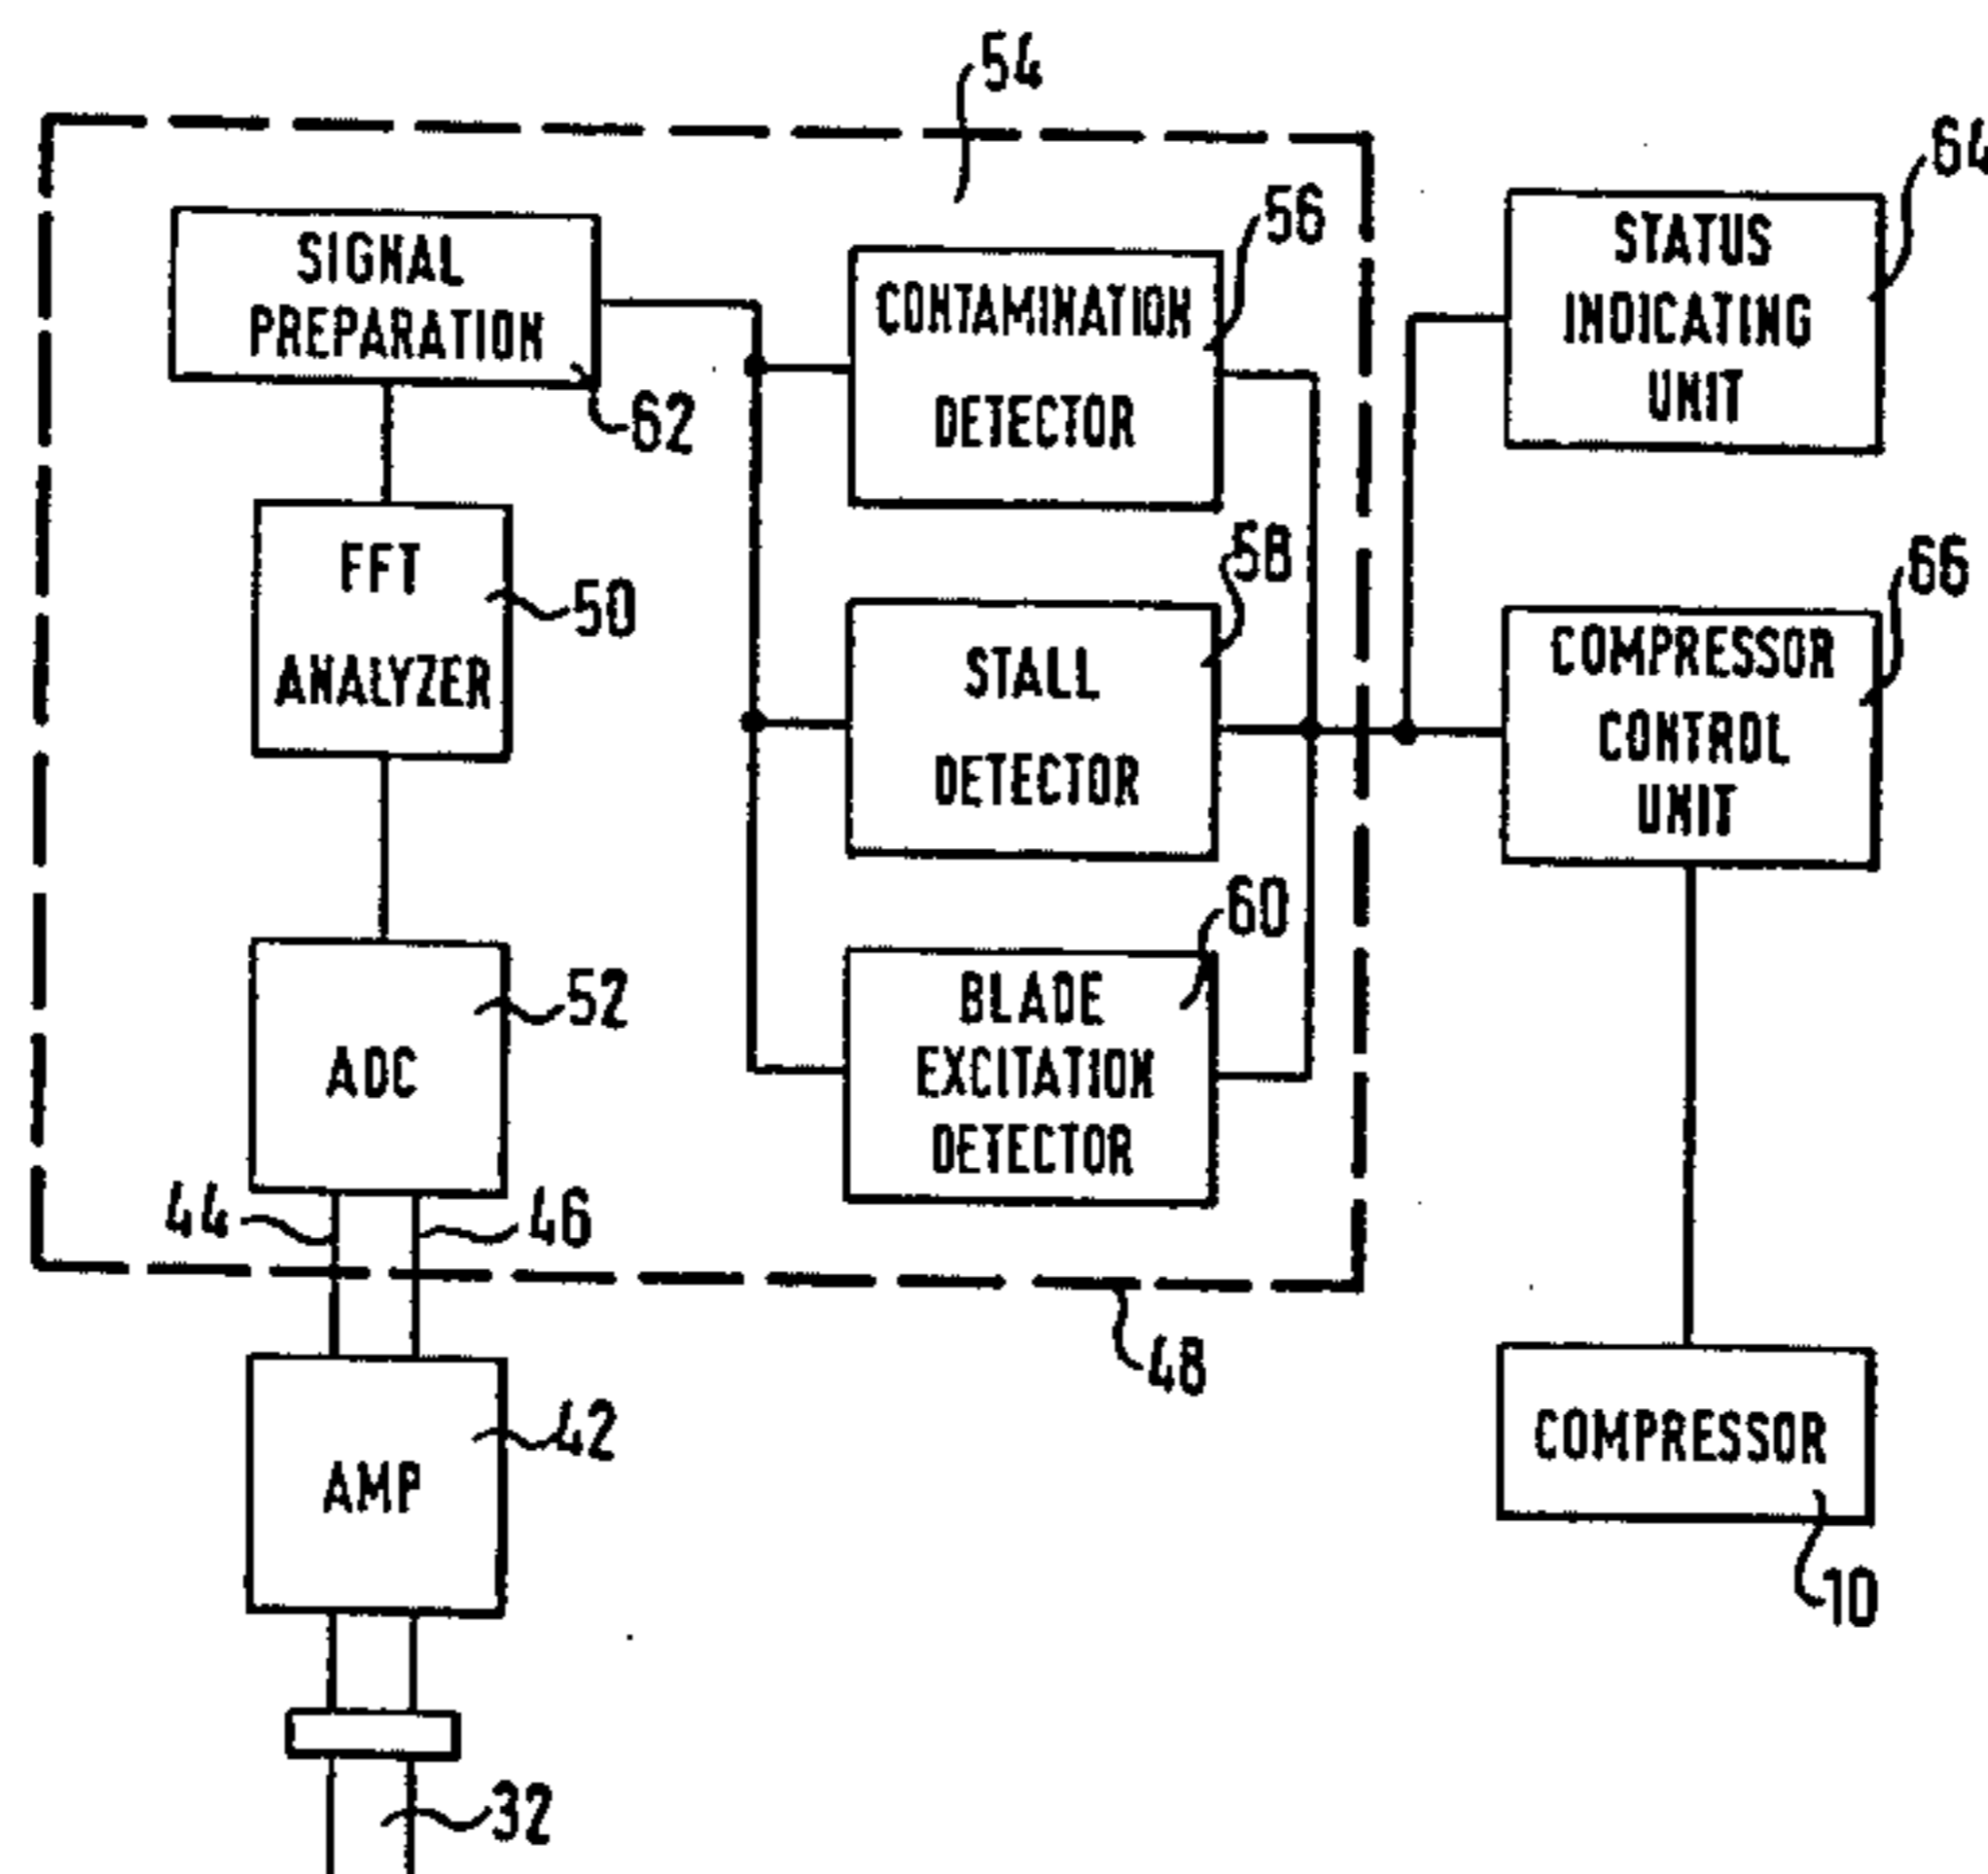 54
64
56
SIGNAL
PREPARATION
62
CONTAMINATION
DETECTOR
STATUS
INDICATING
UNIT
FFT
ANALYZER
50
58
STALL
DETECTOR
66
COMPRESSOR
CONTROL
UNIT
60
52
ADC
BLADE
EXCITATION
DETECTOR
44
46
48
42
AMP
COMPRESSOR
10
32